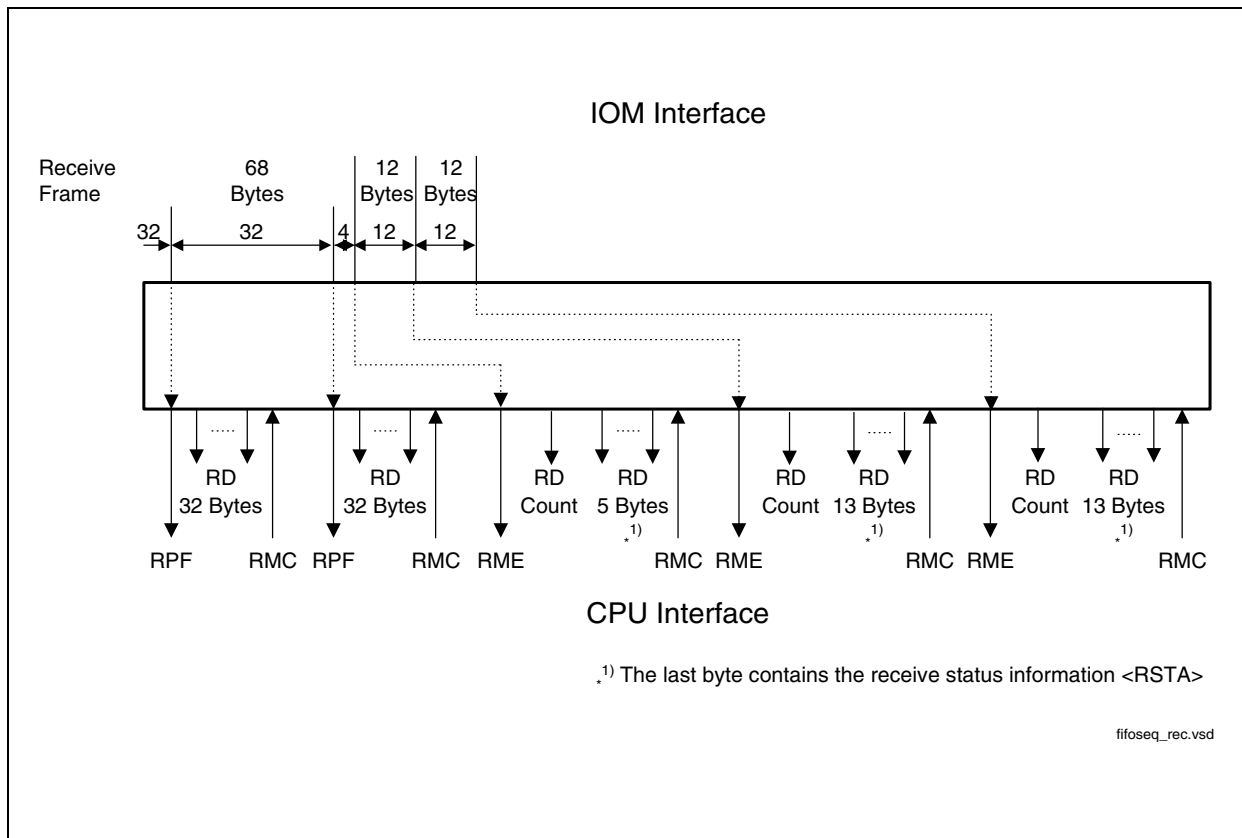 IOM Interface
Receive 68 12 12
Frame Bytes Bytes Bytes
32 32 4 12 12
..... ..... ..... ..... .....
RD RD RD RD RD RD RD RD
32 Bytes 32 Bytes Count 5 Bytes Count 13 Bytes Count 13 Bytes
*1) *1) *1)
RPF RMC RPF RMC RME RMC RME RMC RME RMC
CPU Interface
*1) The last byte contains the receive status information <RSTA>
fifoseq_rec.vsd